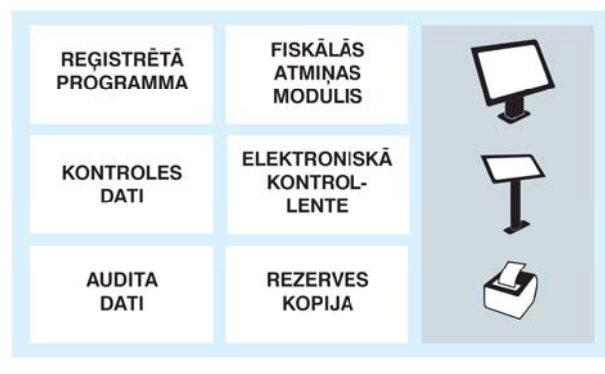 REĢISTRĒTĀ
PROGRAMMA
FISKĀLĀS
ATMIŅAS
MODULIS
KONTROLES
DATI
ELEKTRONISKĀ
KONTROL-
LENTE
AUDITA
DATI
REZERVES
KOPIJA